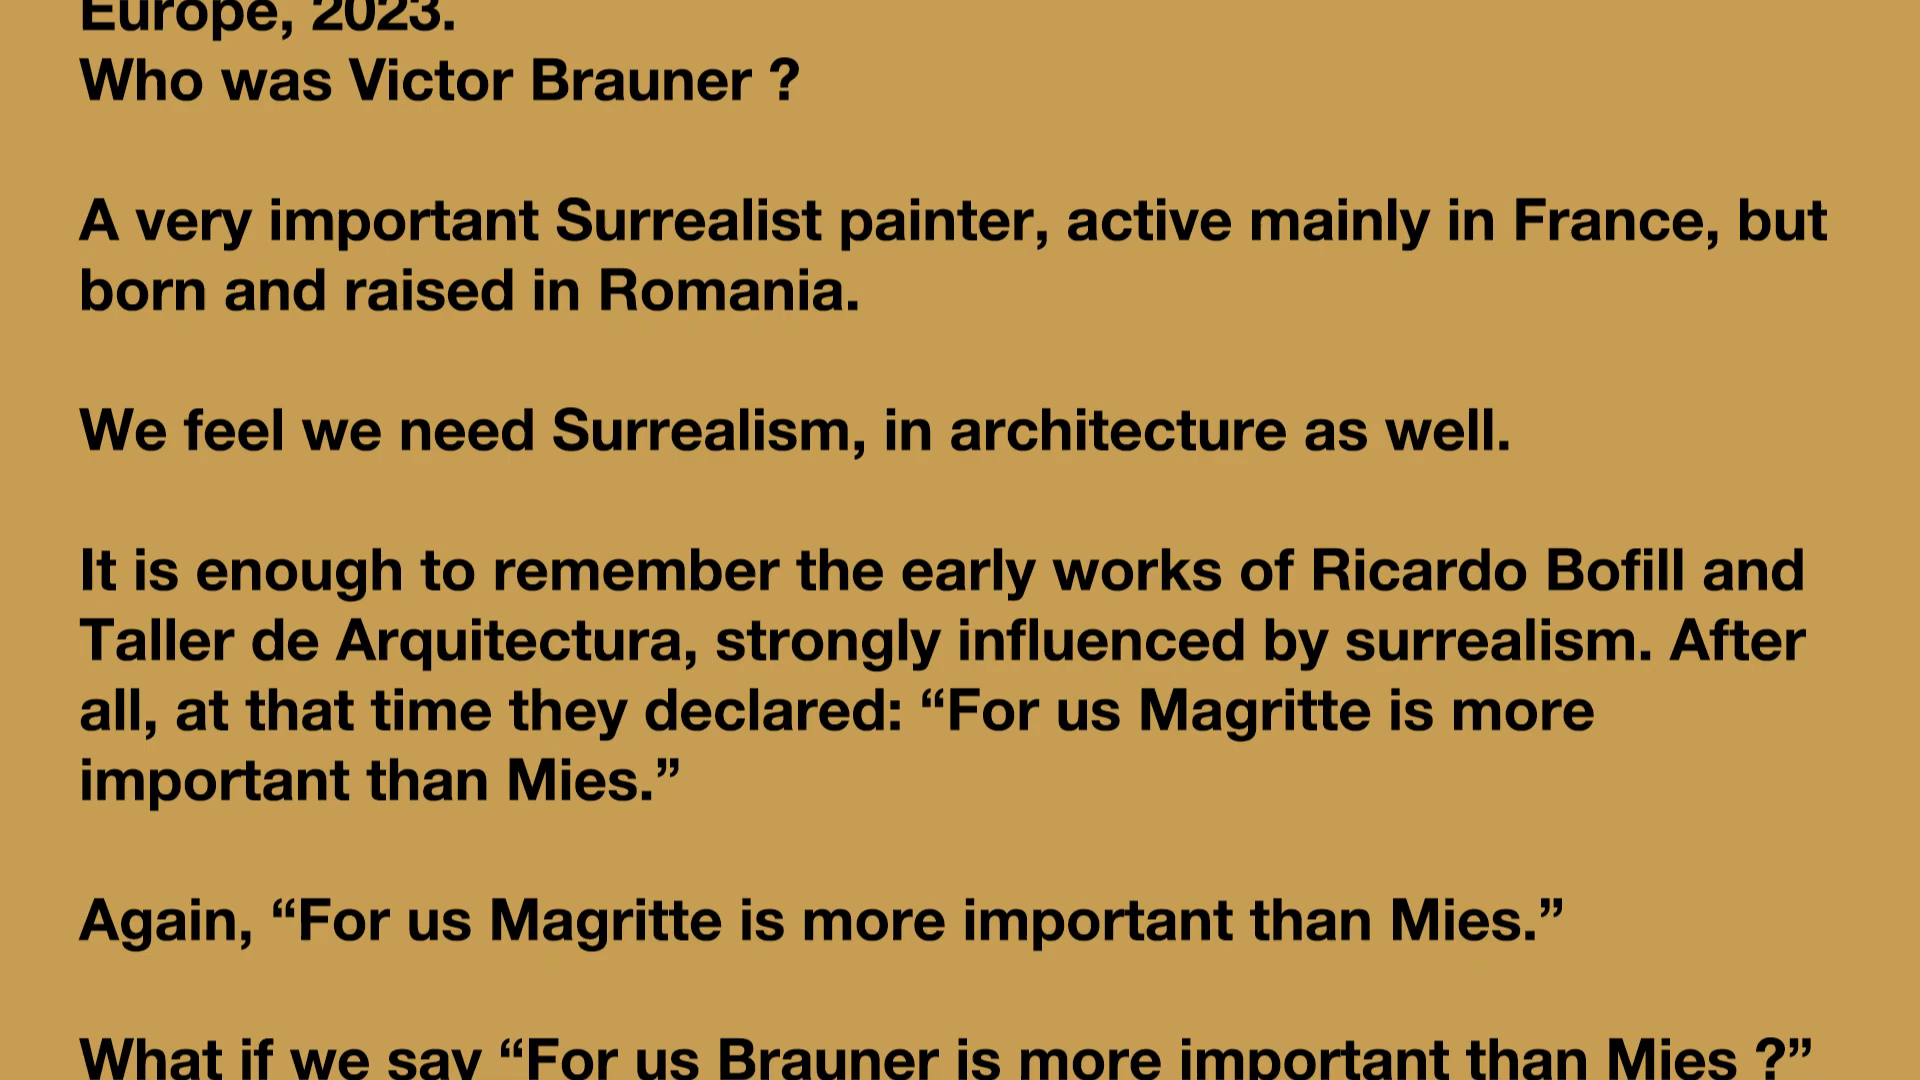 Europe, 2023.
Who was Victor Brauner ?
A very important Surrealist painter, active mainly in France, but
born and raised in Romania.
We feel we need Surrealism, in architecture as well.
It is enough to remember the early works of Ricardo Bofill and
Taller de Arquitectura, strongly influenced by surrealism. After
all, at that time they declared: “For us Magritte is more
important than Mies.”
Again, “For us Magritte is more important than Mies.”
What if we say “For us Brauner is more important than Mies ?”